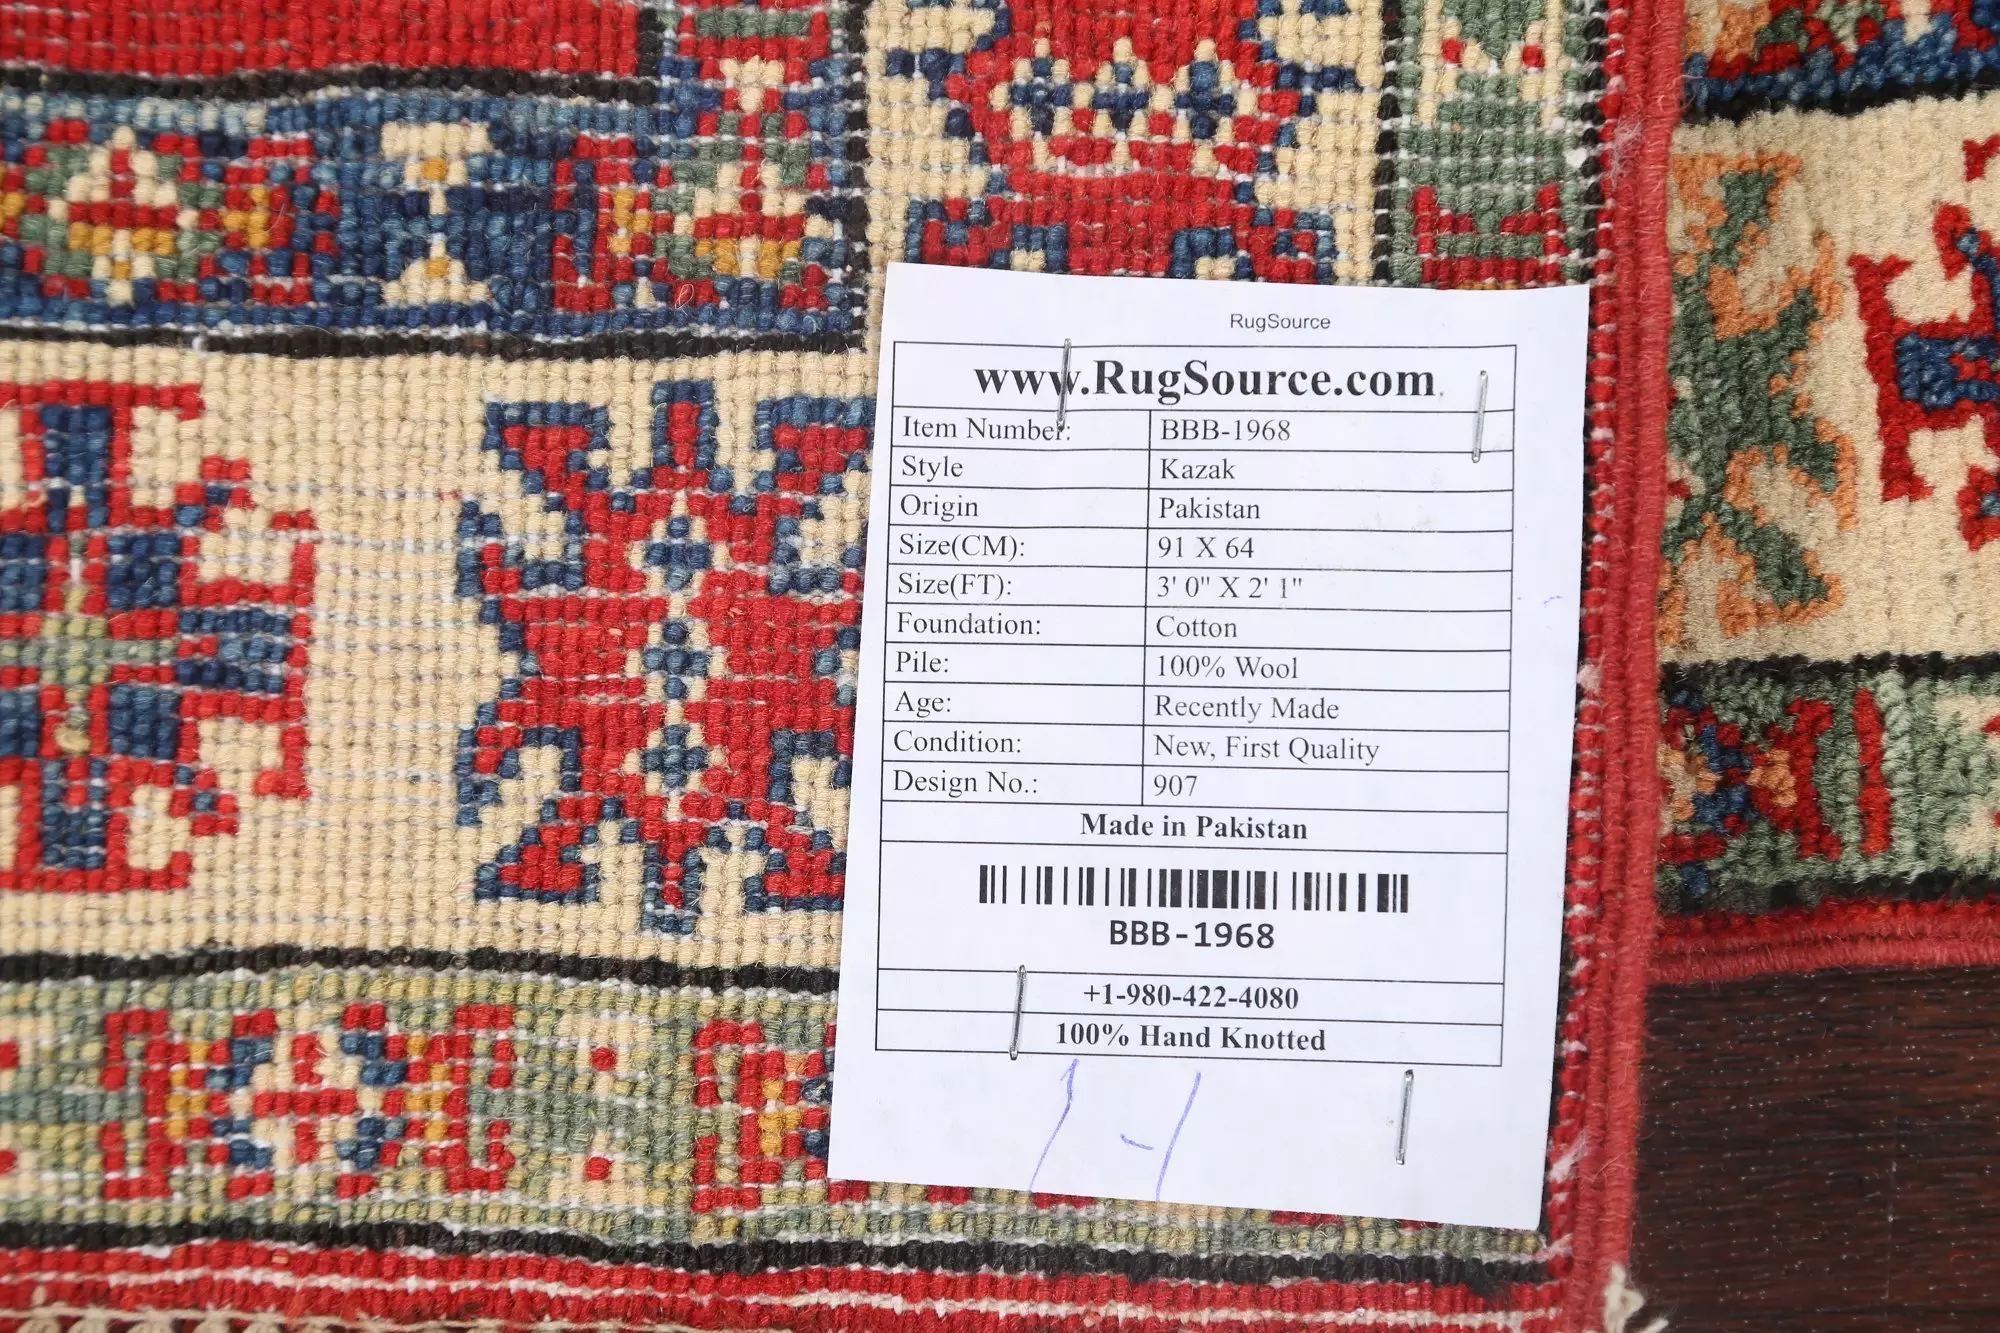 RugSource
www.RugSource.com
Item Number: BBB-1968
Style Kazak
Origin Pakistan
Size(CM): 91 X 64
Size(FT): 3' 0" X 2' 1"
Foundation: Cotton
Pile: 100% Wool
Age: Recently Made
Condition: New, First Quality
Design No.: 907
Made in Pakistan
BBB-1968
+1-980-422-4080
100% Hand Knotted
1-1